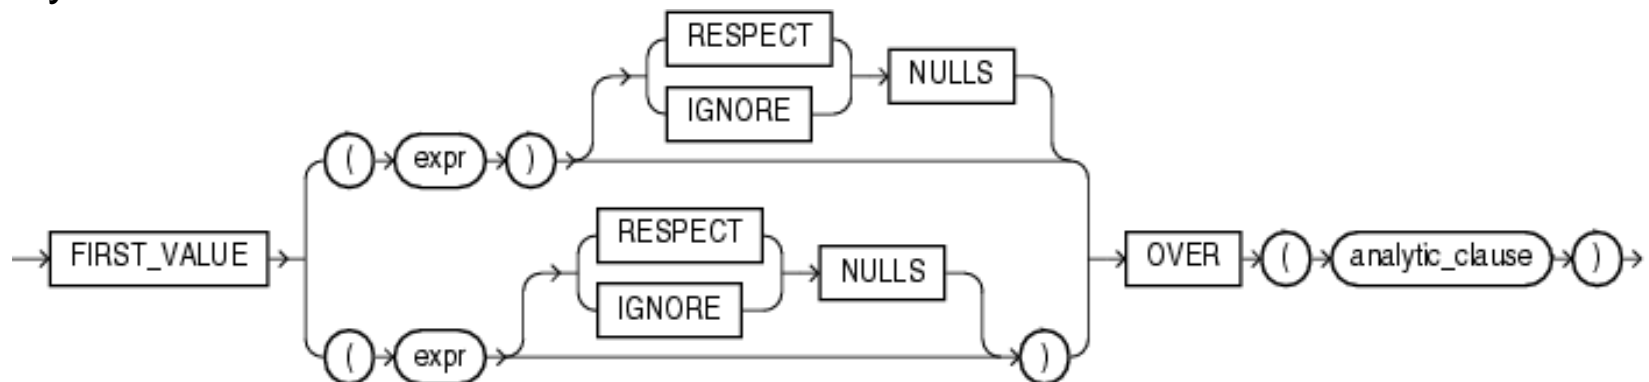 RESPECT
NULLS
IGNORE
( expr )
RESPECT
FIRST_VALUE NULLS OVER ( analytic_clause )
IGNORE
( expr )